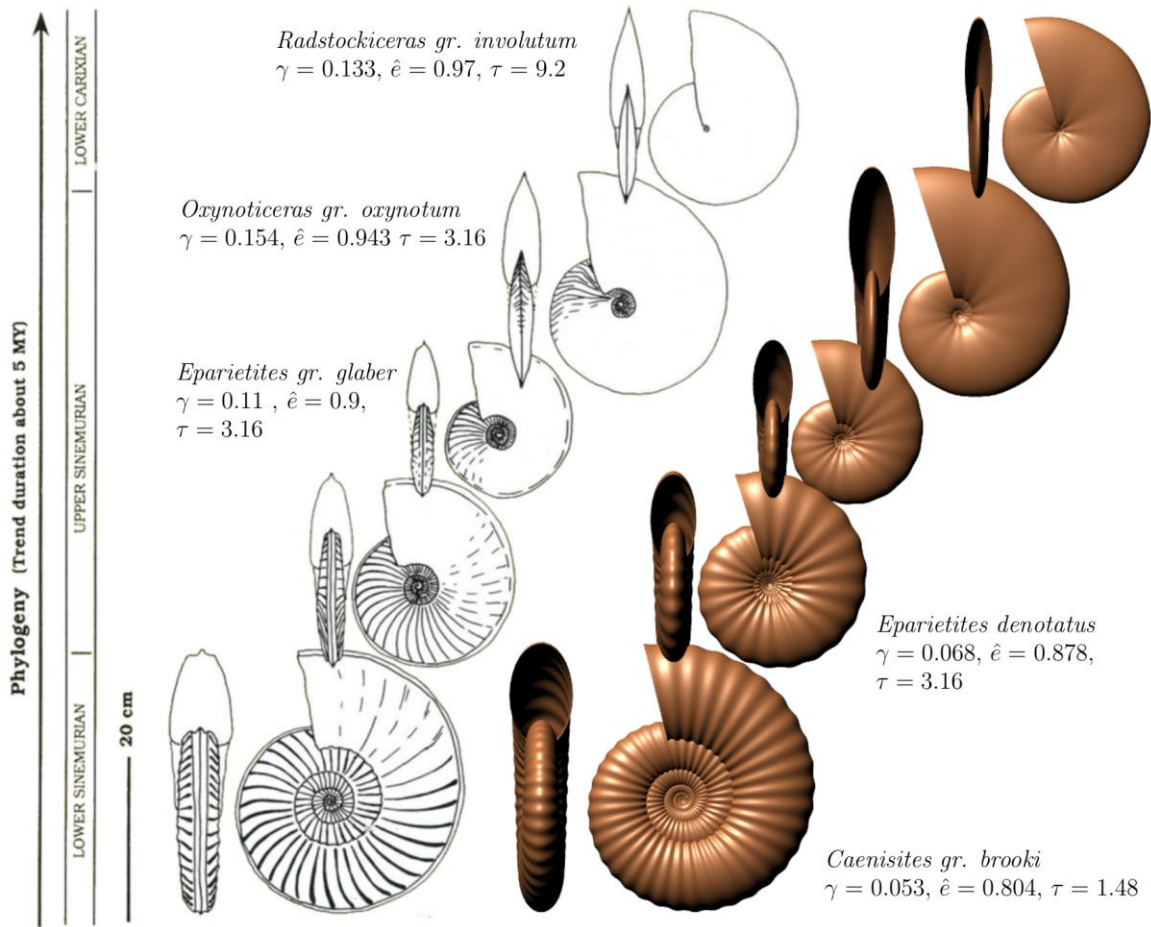 Phylogeny (Trend duration about 5 MY)
LOWER CARIXIAN
UPPER SINEMURIAN
LOWER SINEMURIAN
20 cm
Radstockiceras gr. involutum
γ = 0.133, ê = 0.97, τ = 9.2
Oxynoticeras gr. oxynotum
γ = 0.154, ê = 0.943 τ = 3.16
Eparietites gr. glaber
γ = 0.11 , ê = 0.9,
τ = 3.16
Eparietites denotatus
γ = 0.068, ê = 0.878,
τ = 3.16
Caenisites gr. brooki
γ = 0.053, ê = 0.804, τ = 1.48